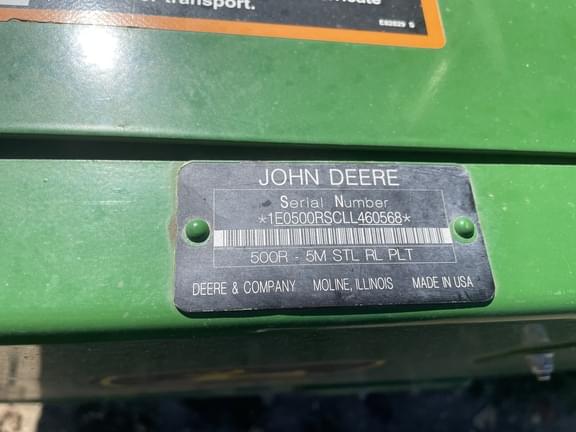 r transport.
E82829 S
JOHN DEERE
Serial Number
*1E0500RSCLL460568*
500R - 5M STL RL PLT
DEERE & COMPANY MOLINE, ILLINOIS MADE IN USA